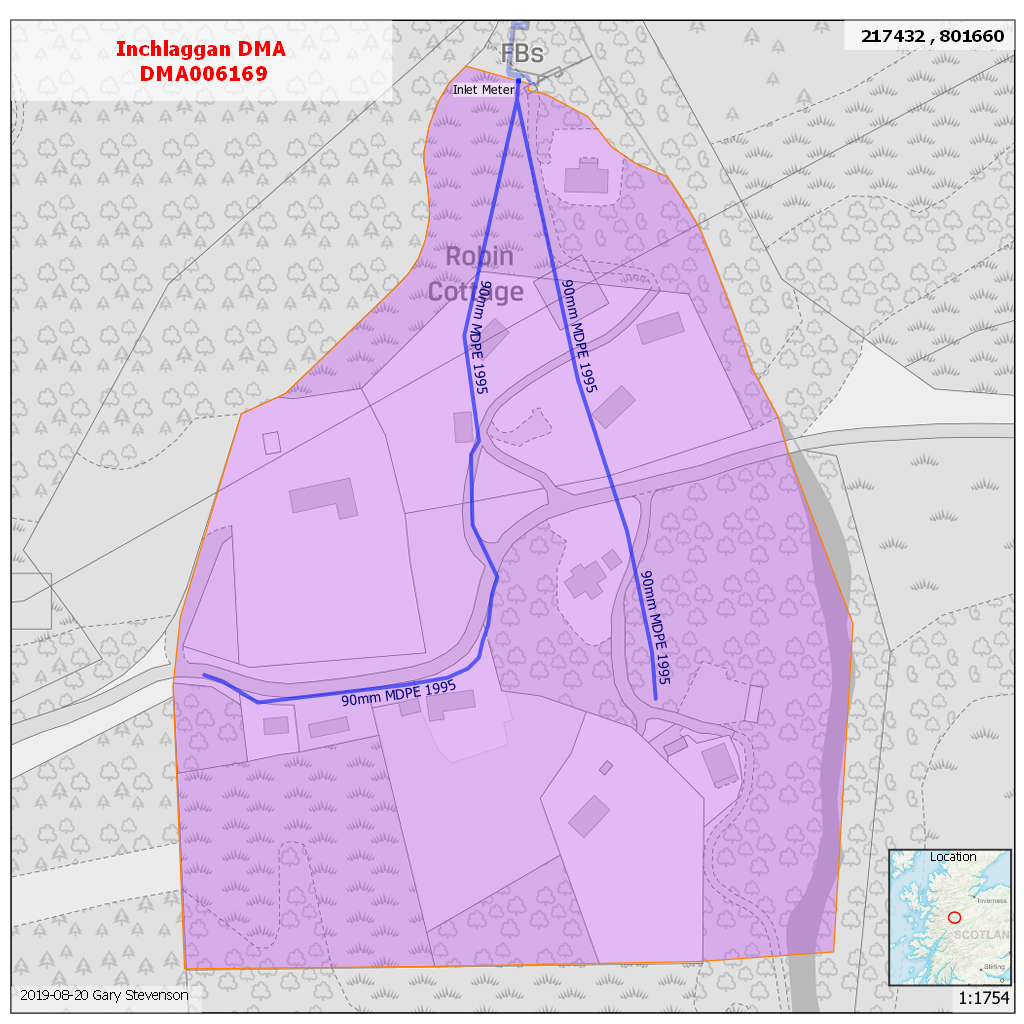 Inchlaggan DMA
DMA006169
217432 , 801660
FBs
Inlet Meter
Robin
Cottage
90mm MDPE 1995
90mm MDPE 1995
90mm MDPE 1995
90mm MDPE 1995
Location
Inverness
SCOTLAN
Stirling
2019-08-20 Gary Stevenson
1:1754